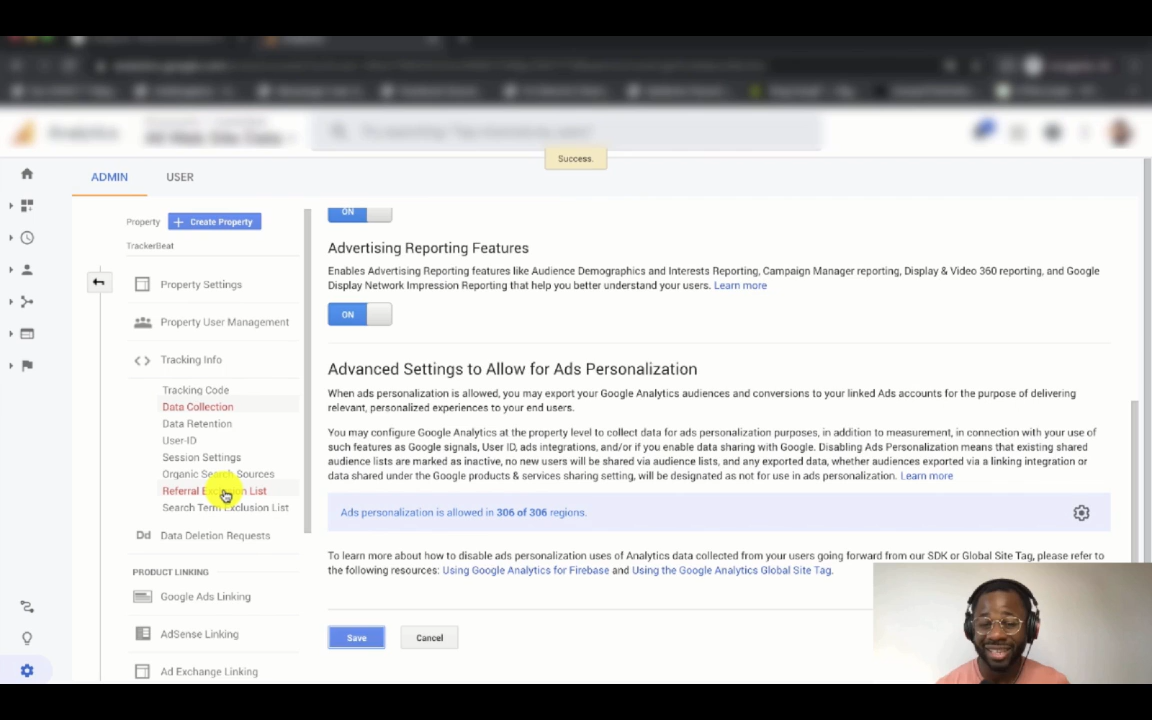 Analytics
All Web Site Data
Success.
ADMIN USER
Property + Create Property
TrackerBeat
Property Settings
Property User Management
Tracking Info
Tracking Code
Data Collection
Data Retention
User-ID
Session Settings
Organic Search Sources
Referral Exclusion List
Search Term Exclusion List
Dd Data Deletion Requests
PRODUCT LINKING
Google Ads Linking
AdSense Linking
Ad Exchange Linking
ON
Advertising Reporting Features
Enables Advertising Reporting features like Audience Demographics and Interests Reporting, Campaign Manager reporting, Display & Video 360 reporting, and Google
Display Network Impression Reporting that help you better understand your users. Learn more
ON
Advanced Settings to Allow for Ads Personalization
When ads personalization is allowed, you may export your Google Analytics audiences and conversions to your linked Ads accounts for the purpose of delivering
relevant, personalized experiences to your end users.
You may configure Google Analytics at the property level to collect data for ads personalization purposes, in addition to measurement, in connection with your use of
such features as Google signals, User ID, ads integrations, and/or if you enable data sharing with Google. Disabling Ads Personalization means that existing shared
audience lists are marked as inactive, no new users will be shared via audience lists, and any exported data, whether audiences exported via a linking integration or
data shared under the Google products & services sharing setting, will be designated as not for use in ads personalization. Learn more
Ads personalization is allowed in 306 of 306 regions.
To learn more about how to disable ads personalization uses of Analytics data collected from your users going forward from our SDK or Global Site Tag, please refer to
the following resources: Using Google Analytics for Firebase and Using the Google Analytics Global Site Tag.
Save Cancel